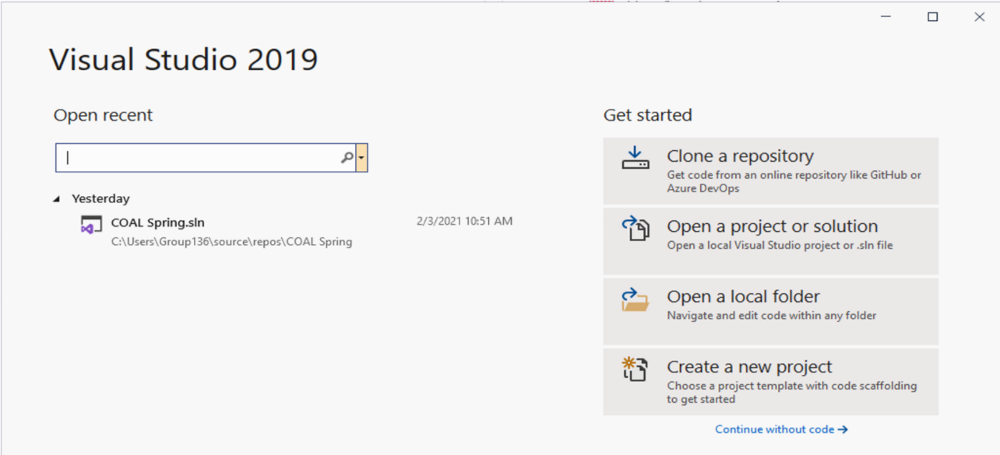 Visual Studio 2019
Open recent
Yesterday
COAL Spring.sln
2/3/2021 10:51 AM
C:\Users\Group136\source\repos\COAL Spring
Get started
Clone a repository
Get code from an online repository like GitHub or
Azure DevOps
Open a project or solution
Open a local Visual Studio project or .sln file
Open a local folder
Navigate and edit code within any folder
Create a new project
Choose a project template with code scaffolding
to get started
Continue without code →